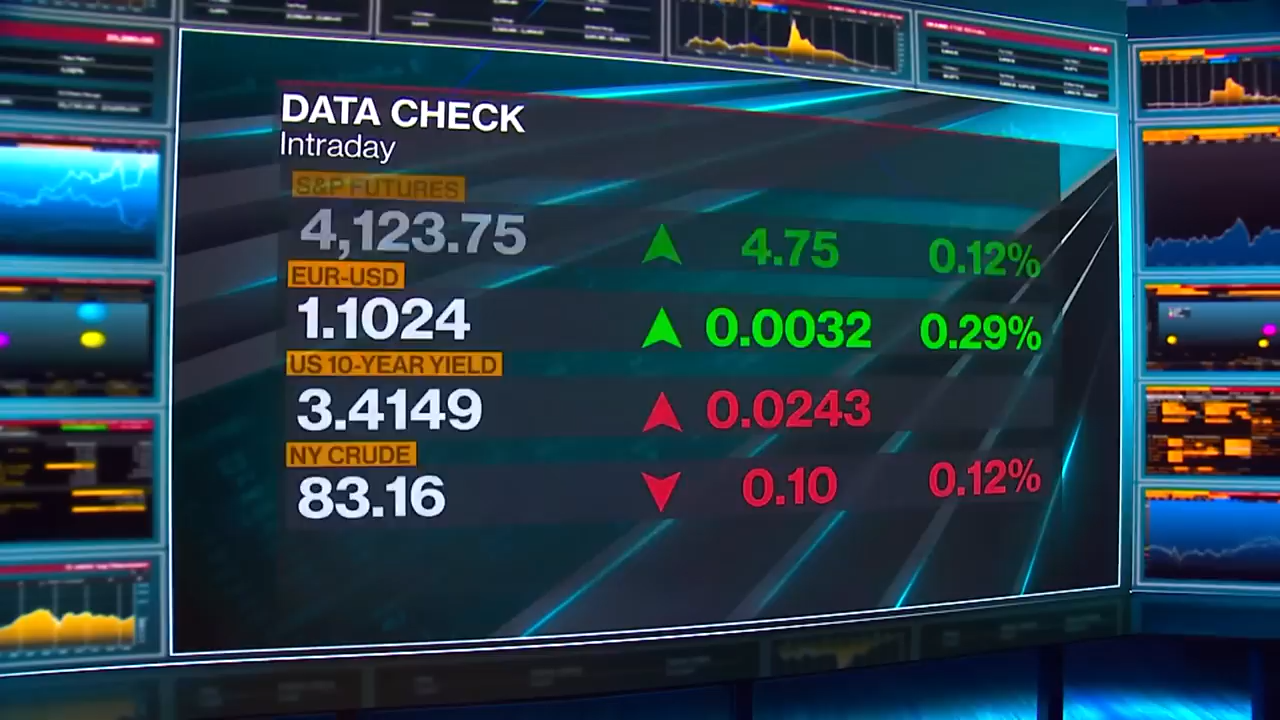 DATA CHECK
Intraday
S&P FUTURES
4,123.75 4.75 0.12%
EUR-USD
1.1024 0.0032 0.29%
US 10-YEAR YIELD
3.4149 0.0243
NY CRUDE
83.16 0.10 0.12%